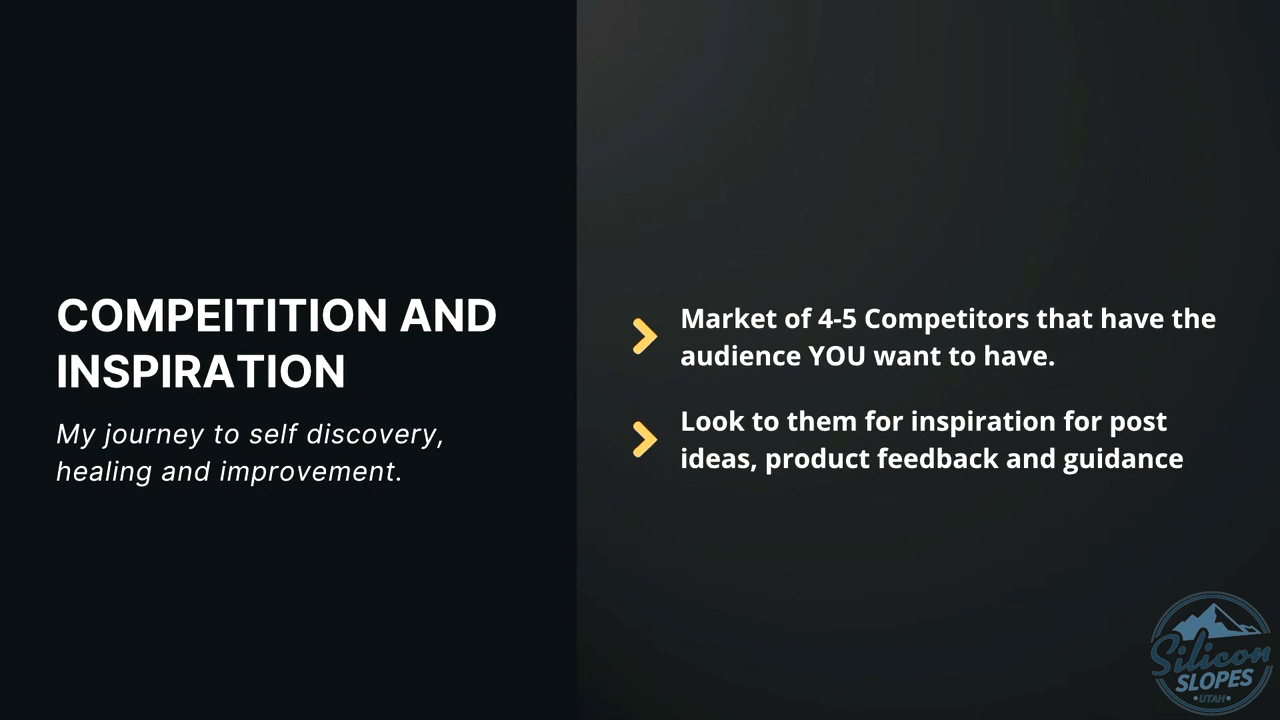 COMPEITITION AND
INSPIRATION
My journey to self discovery,
healing and improvement.
Market of 4-5 Competitors that have the
audience YOU want to have.
Look to them for inspiration for post
ideas, product feedback and guidance
Silicon
SLOPES
•UTAH•